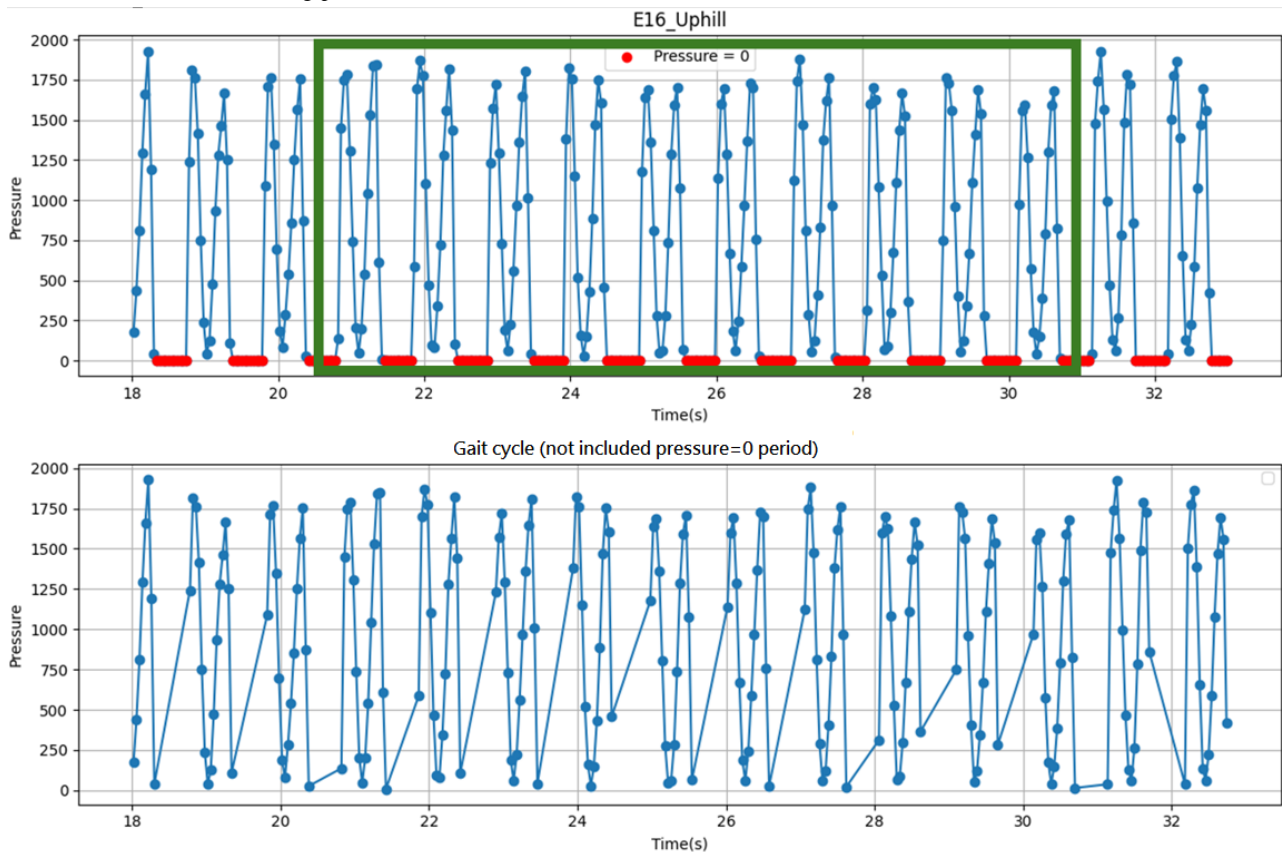 E16_Uphill
Pressure = 0
2000
1750
1500
1250
1000
750
500
250
0
Pressure
18 20 22 24 26 28 30 32
Time(s)
Gait cycle (not included pressure=0 period)
2000
1750
1500
1250
1000
750
500
250
0
Pressure
18 20 22 24 26 28 30 32
Time(s)